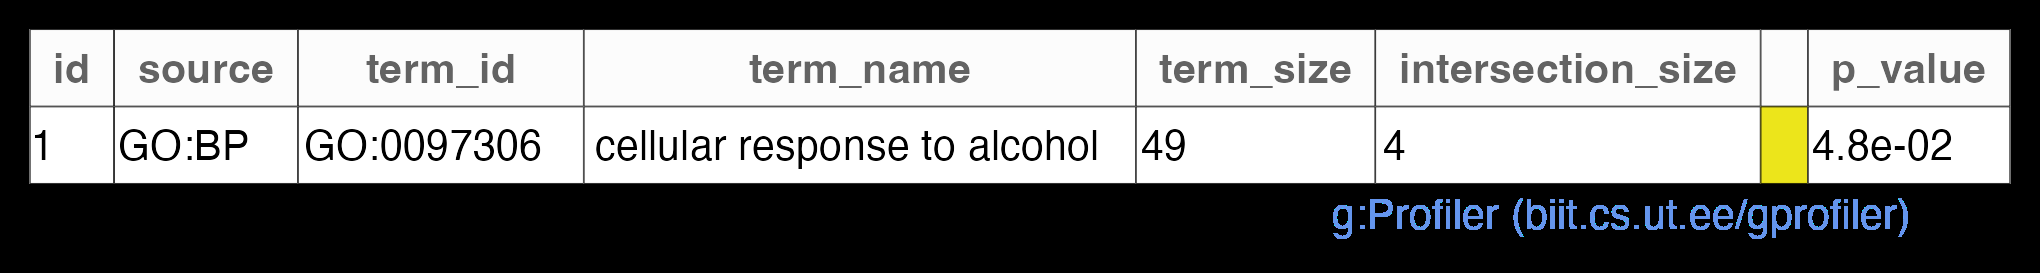 id source term_id term_name term_size intersection_size p_value
1 GO:BP GO:0097306 cellular response to alcohol 49 4 4.8e-02
g:Profiler (biit.cs.ut.ee/gprofiler)